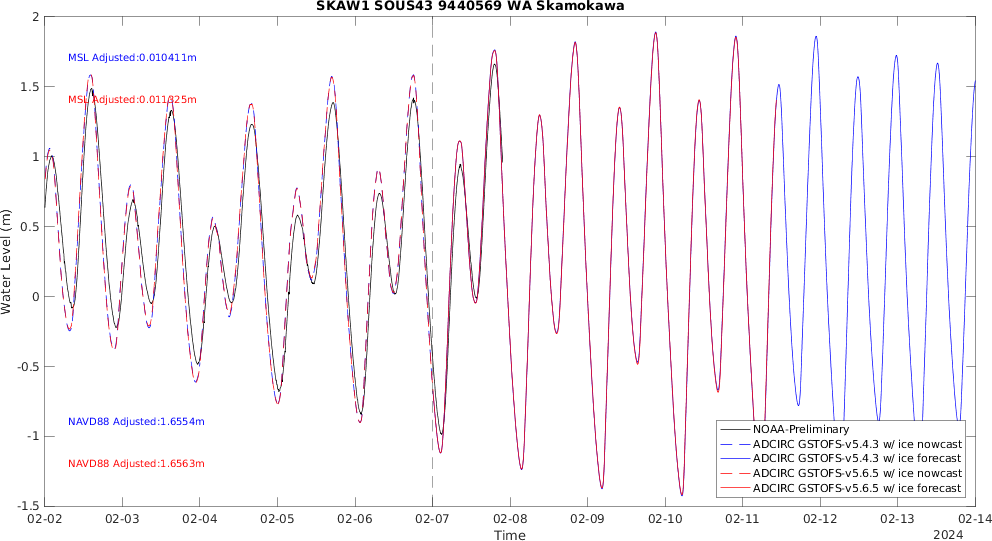 SKAW1 SOUS43 9440569 WA Skamokawa
2
1.5
1
0.5
0
-0.5
-1
-1.5
Water Level (m)
MSL Adjusted:0.010411m
MSL Adjusted:0.011325m
NAVD88 Adjusted:1.6554m
NAVD88 Adjusted:1.6563m
NOAA-Preliminary
ADCIRC GSTOFS-v5.4.3 w/ ice nowcast
ADCIRC GSTOFS-v5.4.3 w/ ice forecast
ADCIRC GSTOFS-v5.6.5 w/ ice nowcast
ADCIRC GSTOFS-v5.6.5 w/ ice forecast
02-02 02-03 02-04 02-05 02-06 02-07 02-08 02-09 02-10 02-11 02-12 02-13 02-14
Time
2024